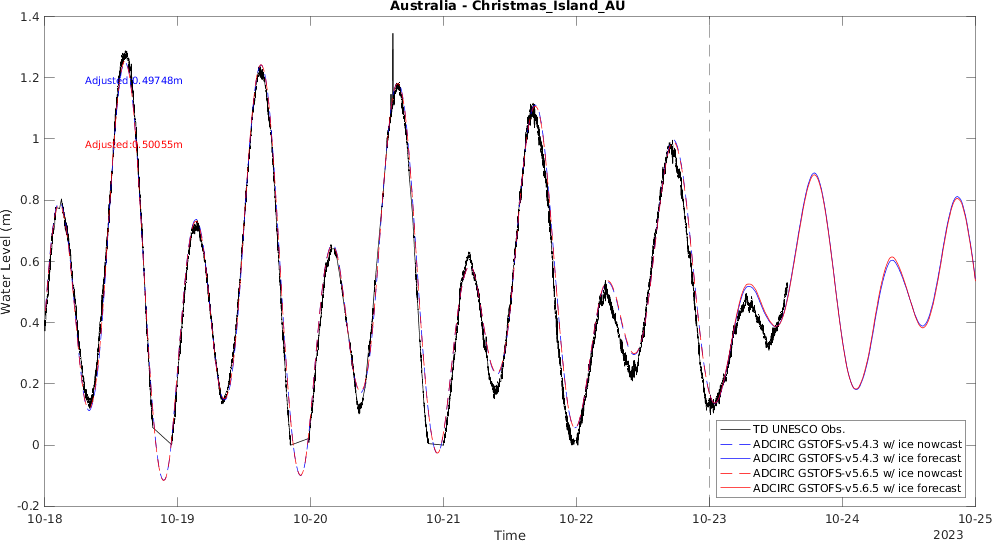 Australia - Christmas_Island_AU
Water Level (m)
1.4
1.2
1
0.8
0.6
0.4
0.2
0
-0.2
Adjusted:0.49748m
Adjusted:0.50055m
TD UNESCO Obs.
ADCIRC GSTOFS-v5.4.3 w/ ice nowcast
ADCIRC GSTOFS-v5.4.3 w/ ice forecast
ADCIRC GSTOFS-v5.6.5 w/ ice nowcast
ADCIRC GSTOFS-v5.6.5 w/ ice forecast
10-18 10-19 10-20 10-21 10-22 10-23 10-24 10-25
Time
2023